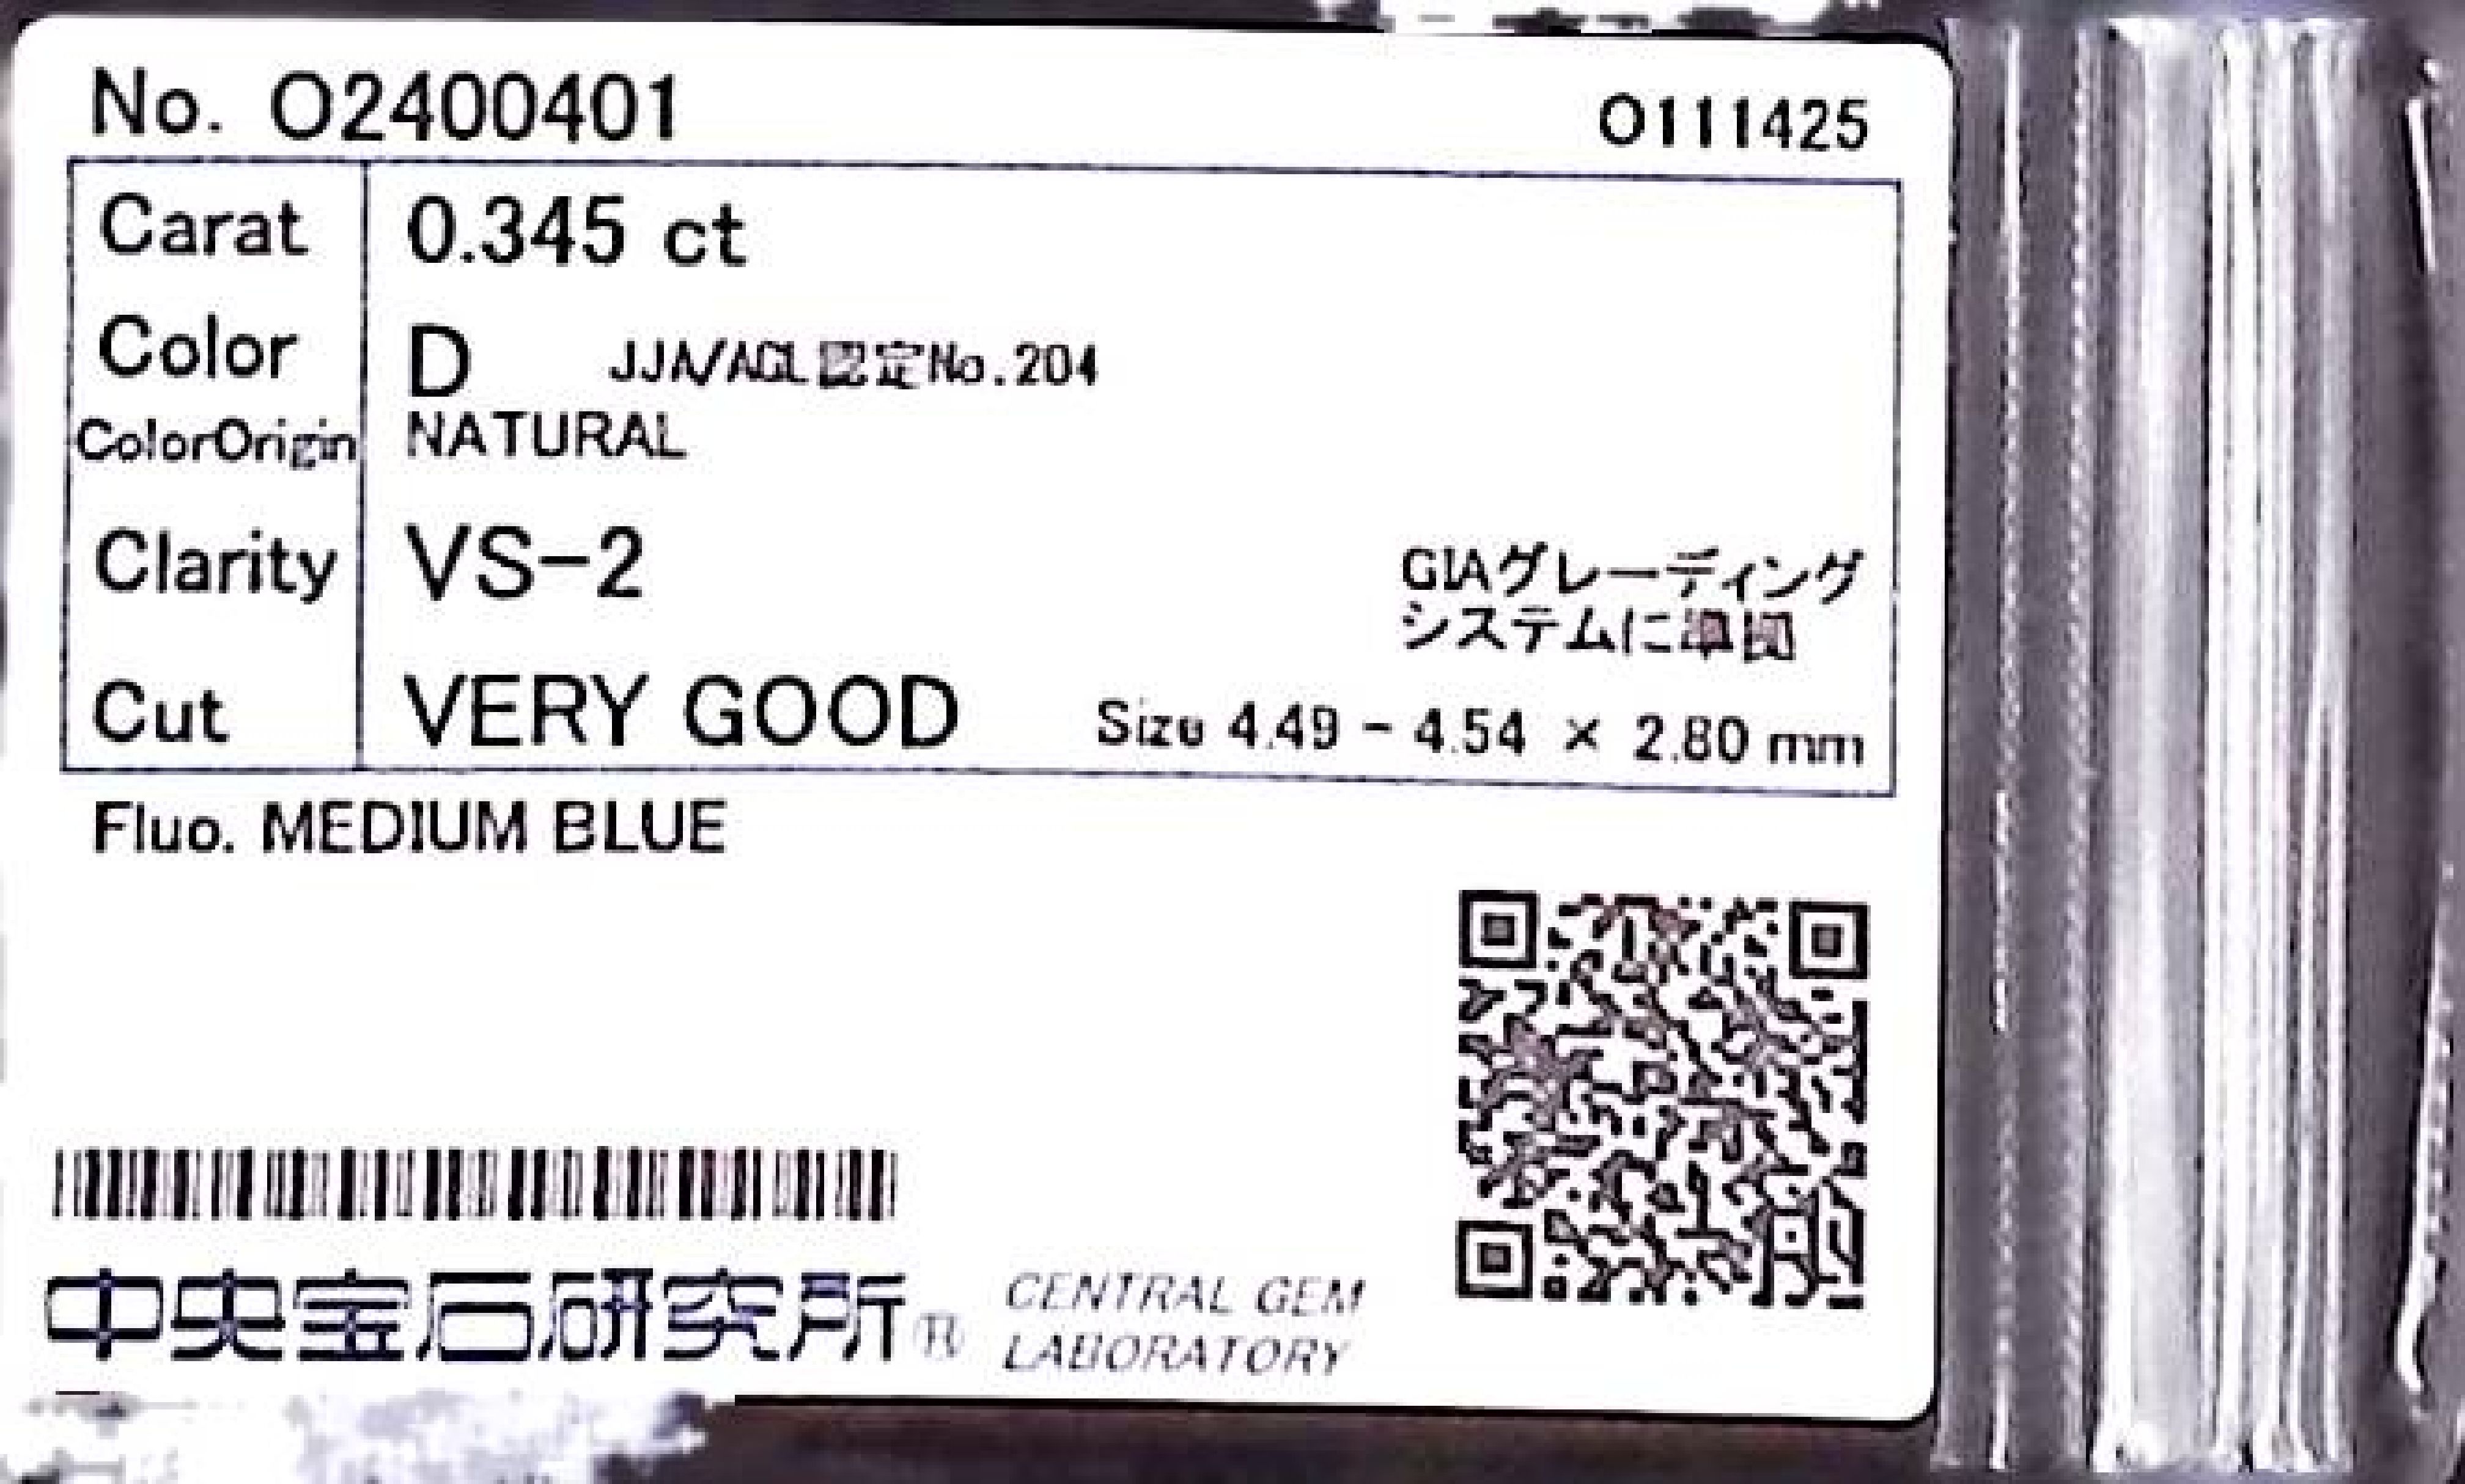 No. O2400401
O111425
Carat 0.345 ct
Color D JJA/AGL認定No.204
ColorOrigin NATURAL
Clarity VS-2
GIAグレーディング
システムに準拠
Cut VERY GOOD Size 4.49 - 4.54 × 2.80 mm
Fluo. MEDIUM BLUE
中央宝石研究所® CENTRAL GEM
LABORATORY